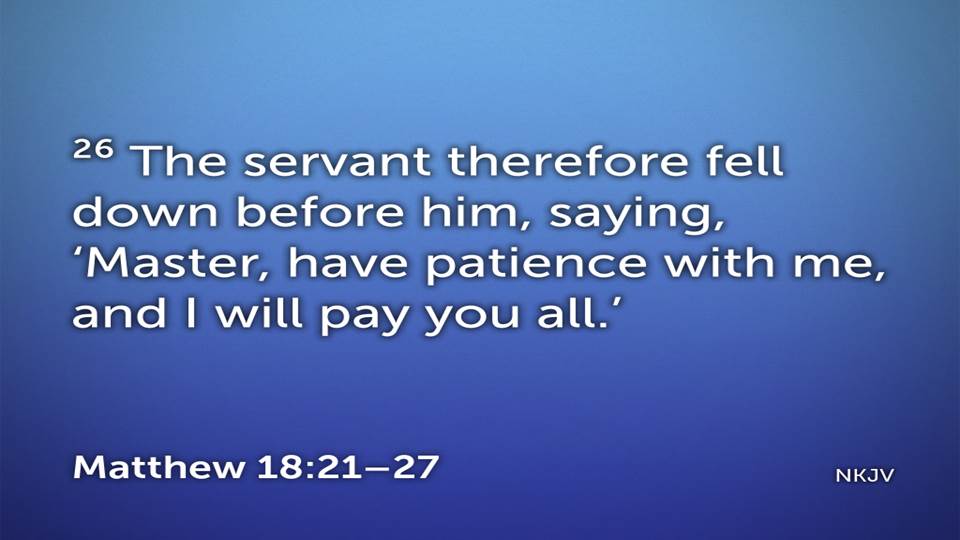 26 The servant therefore fell
down before him, saying,
‘Master, have patience with me,
and I will pay you all.’
Matthew 18:21–27
NKJV